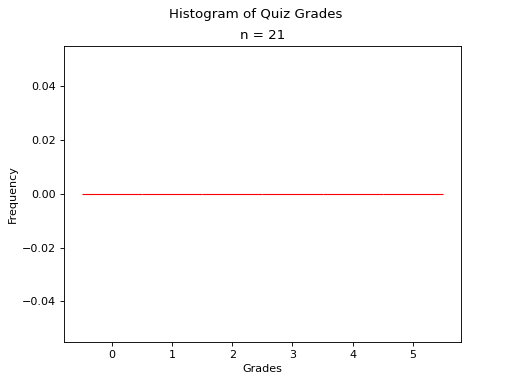 Histogram of Quiz Grades
n = 21
0.04
0.02
0.00
−0.02
−0.04
Frequency
0 1 2 3 4 5
Grades